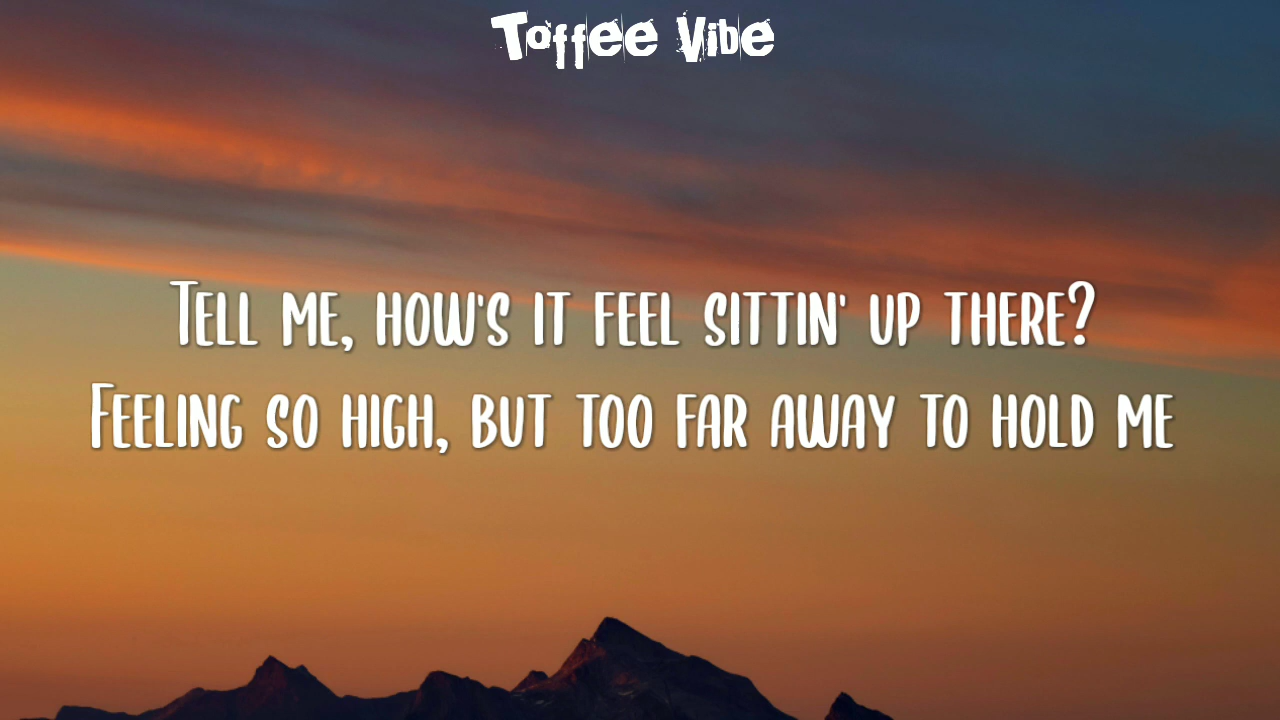 Toffee Vibe
Tell me, how's it feel sittin' up there?
Feeling so high, but too far away to hold me